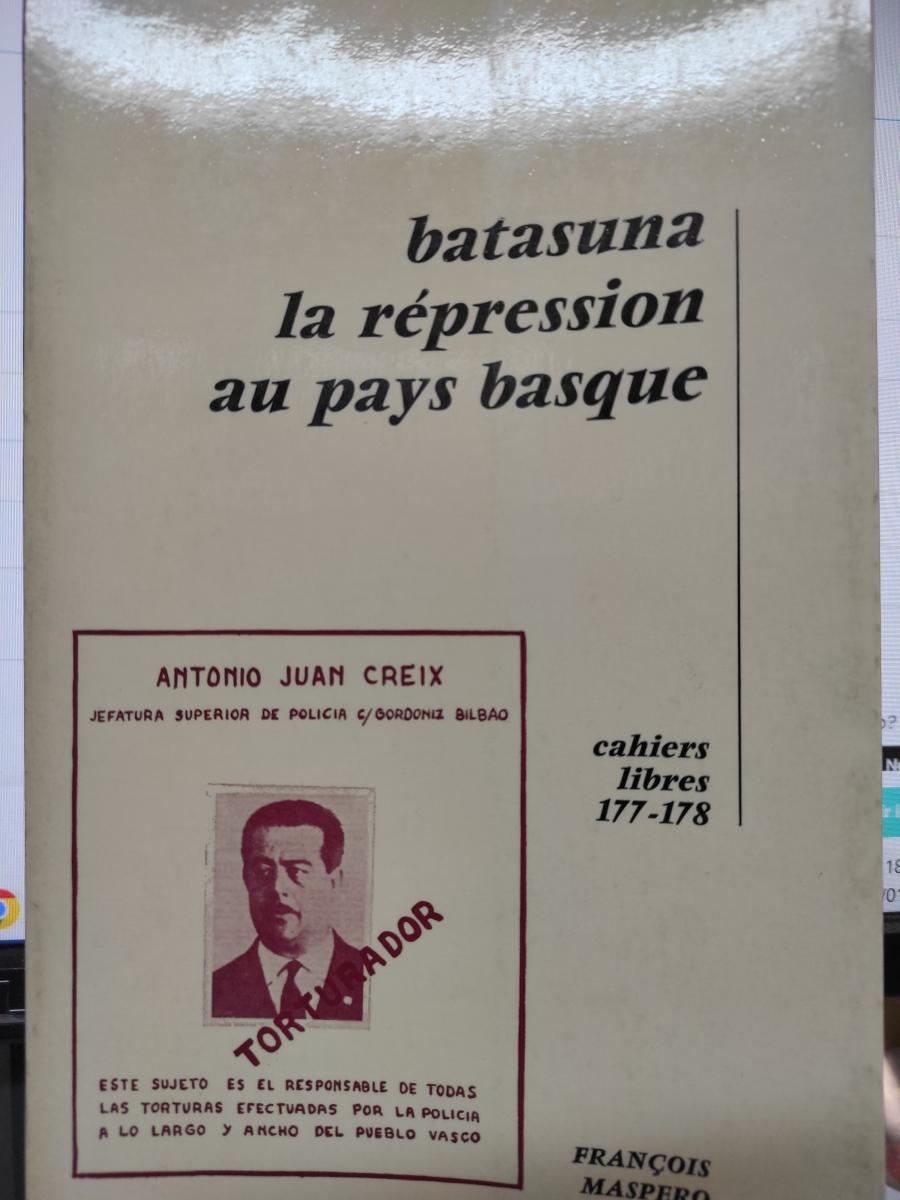 batasuna
la répression
au pays basque
ANTONIO JUAN CREIX
JEFATURA SUPERIOR DE POLICIA C/GORDONIZ BILBAO
cahiers
libres
177-178
TORTURADOR
ESTE SUJETO ES EL RESPONSABLE DE TODAS
LAS TORTURAS EFECTUADAS POR LA POLICIA
A LO LARGO Y ANCHO DEL PUEBLO VASCO
FRANÇOIS
MASPERO